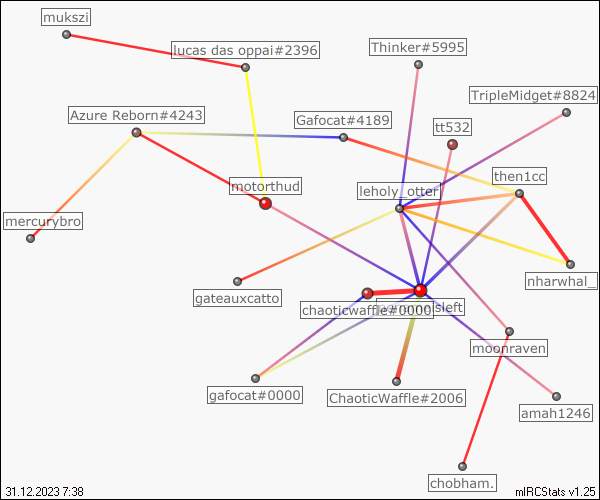 mukszi
lucas das oppai#2396
Thinker#5995
TripleMidget#8824
Azure Reborn#4243
Gafocat#4189
tt532
then1cc
motorthud
leholy_otter
mercurybro
nharwhal_
gateauxcatto
chaoticwaffle#0000
moonraven
gafocat#0000
ChaoticWaffle#2006
amah1246
chobham.
31.12.2023 7:38
mIRCStats v1.25